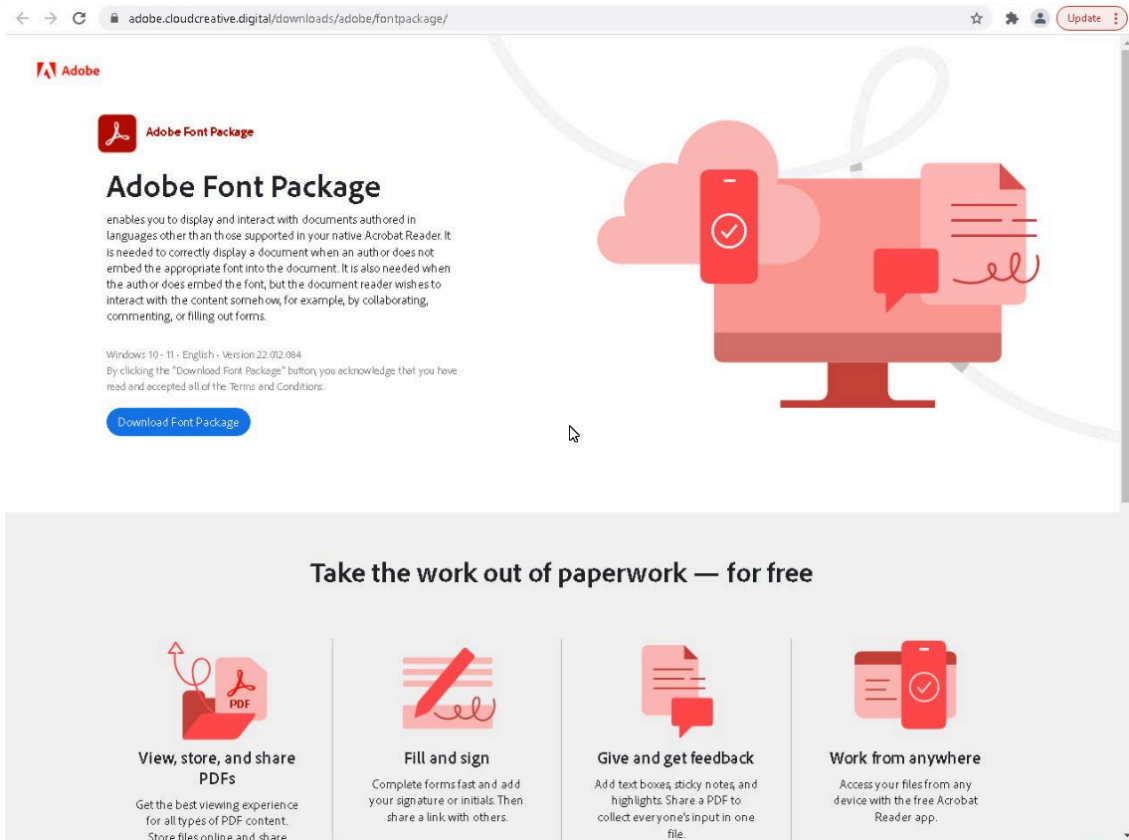 adobe.cloudcreative.digital/downloads/adobe/fontpackage/
Update
Adobe
Adobe Font Package
Adobe Font Package
enables you to display and interact with documents authored in
languages other than those supported in your native Acrobat Reader. It
is needed to correctly display a document when an author does not
embed the appropriate font into the document. It is also needed when
the author does embed the font, but the document reader wishes to
interact with the content somehow, for example, by collaborating,
commenting, or filling out forms.
Windows 10 - 11 - English - Version 22.012.084
By clicking the "Download Font Package" button, you acknowledge that you have
read and accepted all of the Terms and Conditions.
Download Font Package
Take the work out of paperwork — for free
PDF
View, store, and share
PDFs
Get the best viewing experience
for all types of PDF content.
Store files online and share
Fill and sign
Complete forms fast and add
your signature or initials. Then
share a link with others.
Give and get feedback
Add text boxes, sticky notes, and
highlights. Share a PDF to
collect everyone's input in one
file.
Work from anywhere
Access your files from any
device with the free Acrobat
Reader app.